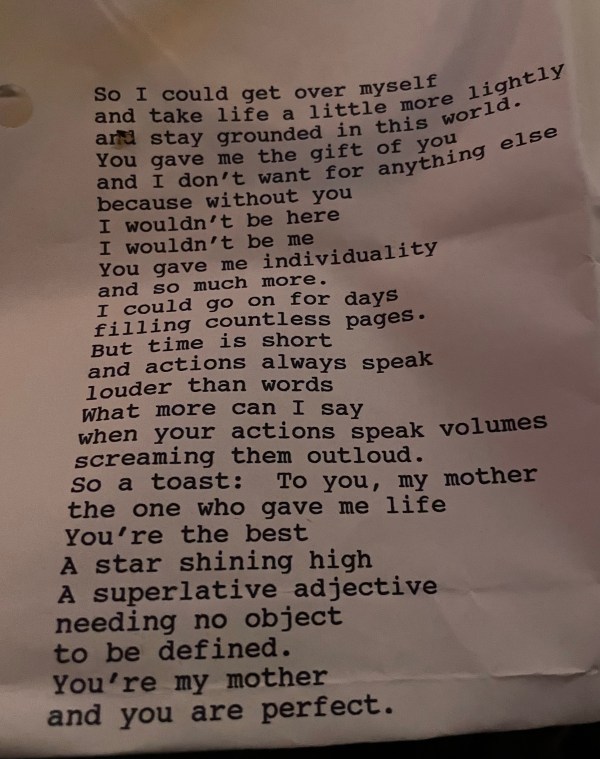 So I could get over myself
and take life a little more lightly
and stay grounded in this world.
You gave me the gift of you
and I don't want for anything else
because without you
I wouldn't be here
I wouldn't be me
You gave me individuality
and so much more.
I could go on for days
filling countless pages.
But time is short
and actions always speak
louder than words
What more can I say
when your actions speak volumes
screaming them outloud.
So a toast: To you, my mother
the one who gave me life
You're the best
A star shining high
A superlative adjective
needing no object
to be defined.
You're my mother
and you are perfect.